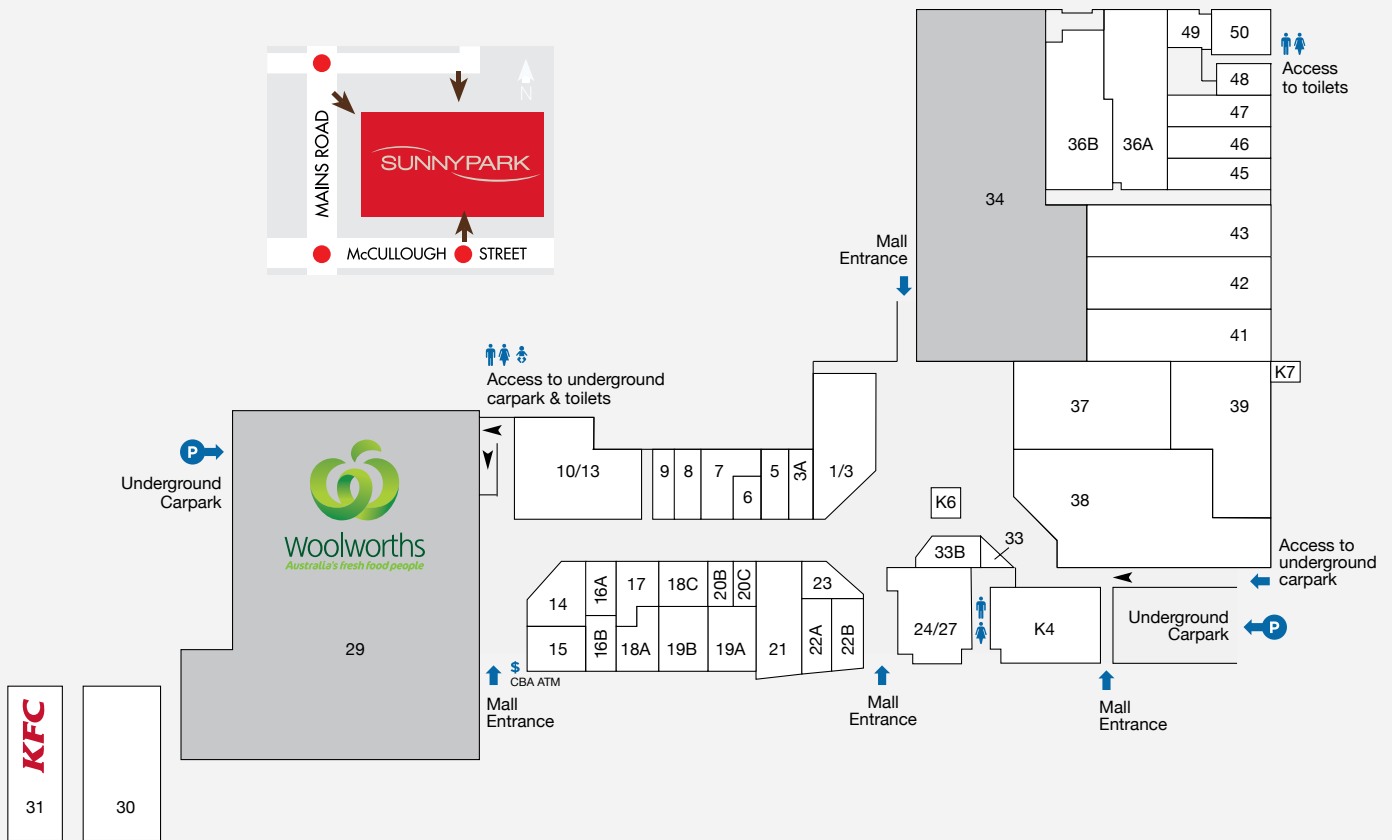 49
50
Access
to toilets
48
47
46
45
36B
36A
34
43
42
41
Mall
Entrance
N
MAINS ROAD
SUNNYPARK
McCULLOUGH
STREET
K7
37
39
38
Access to underground
carpark & toilets
P
Underground
Carpark
Woolworths
Australia's fresh food people
29
10/13
9
8
7
6
5
3A
1/3
K6
33B
33
Access to
underground
carpark
14
16A
17
18C
20B
20C
23
15
16B
18A
19B
19A
21
22A
22B
24/27
K4
Underground
Carpark
P
$
CBA ATM
Mall
Entrance
Mall
Entrance
Mall
Entrance
KFC
31
30